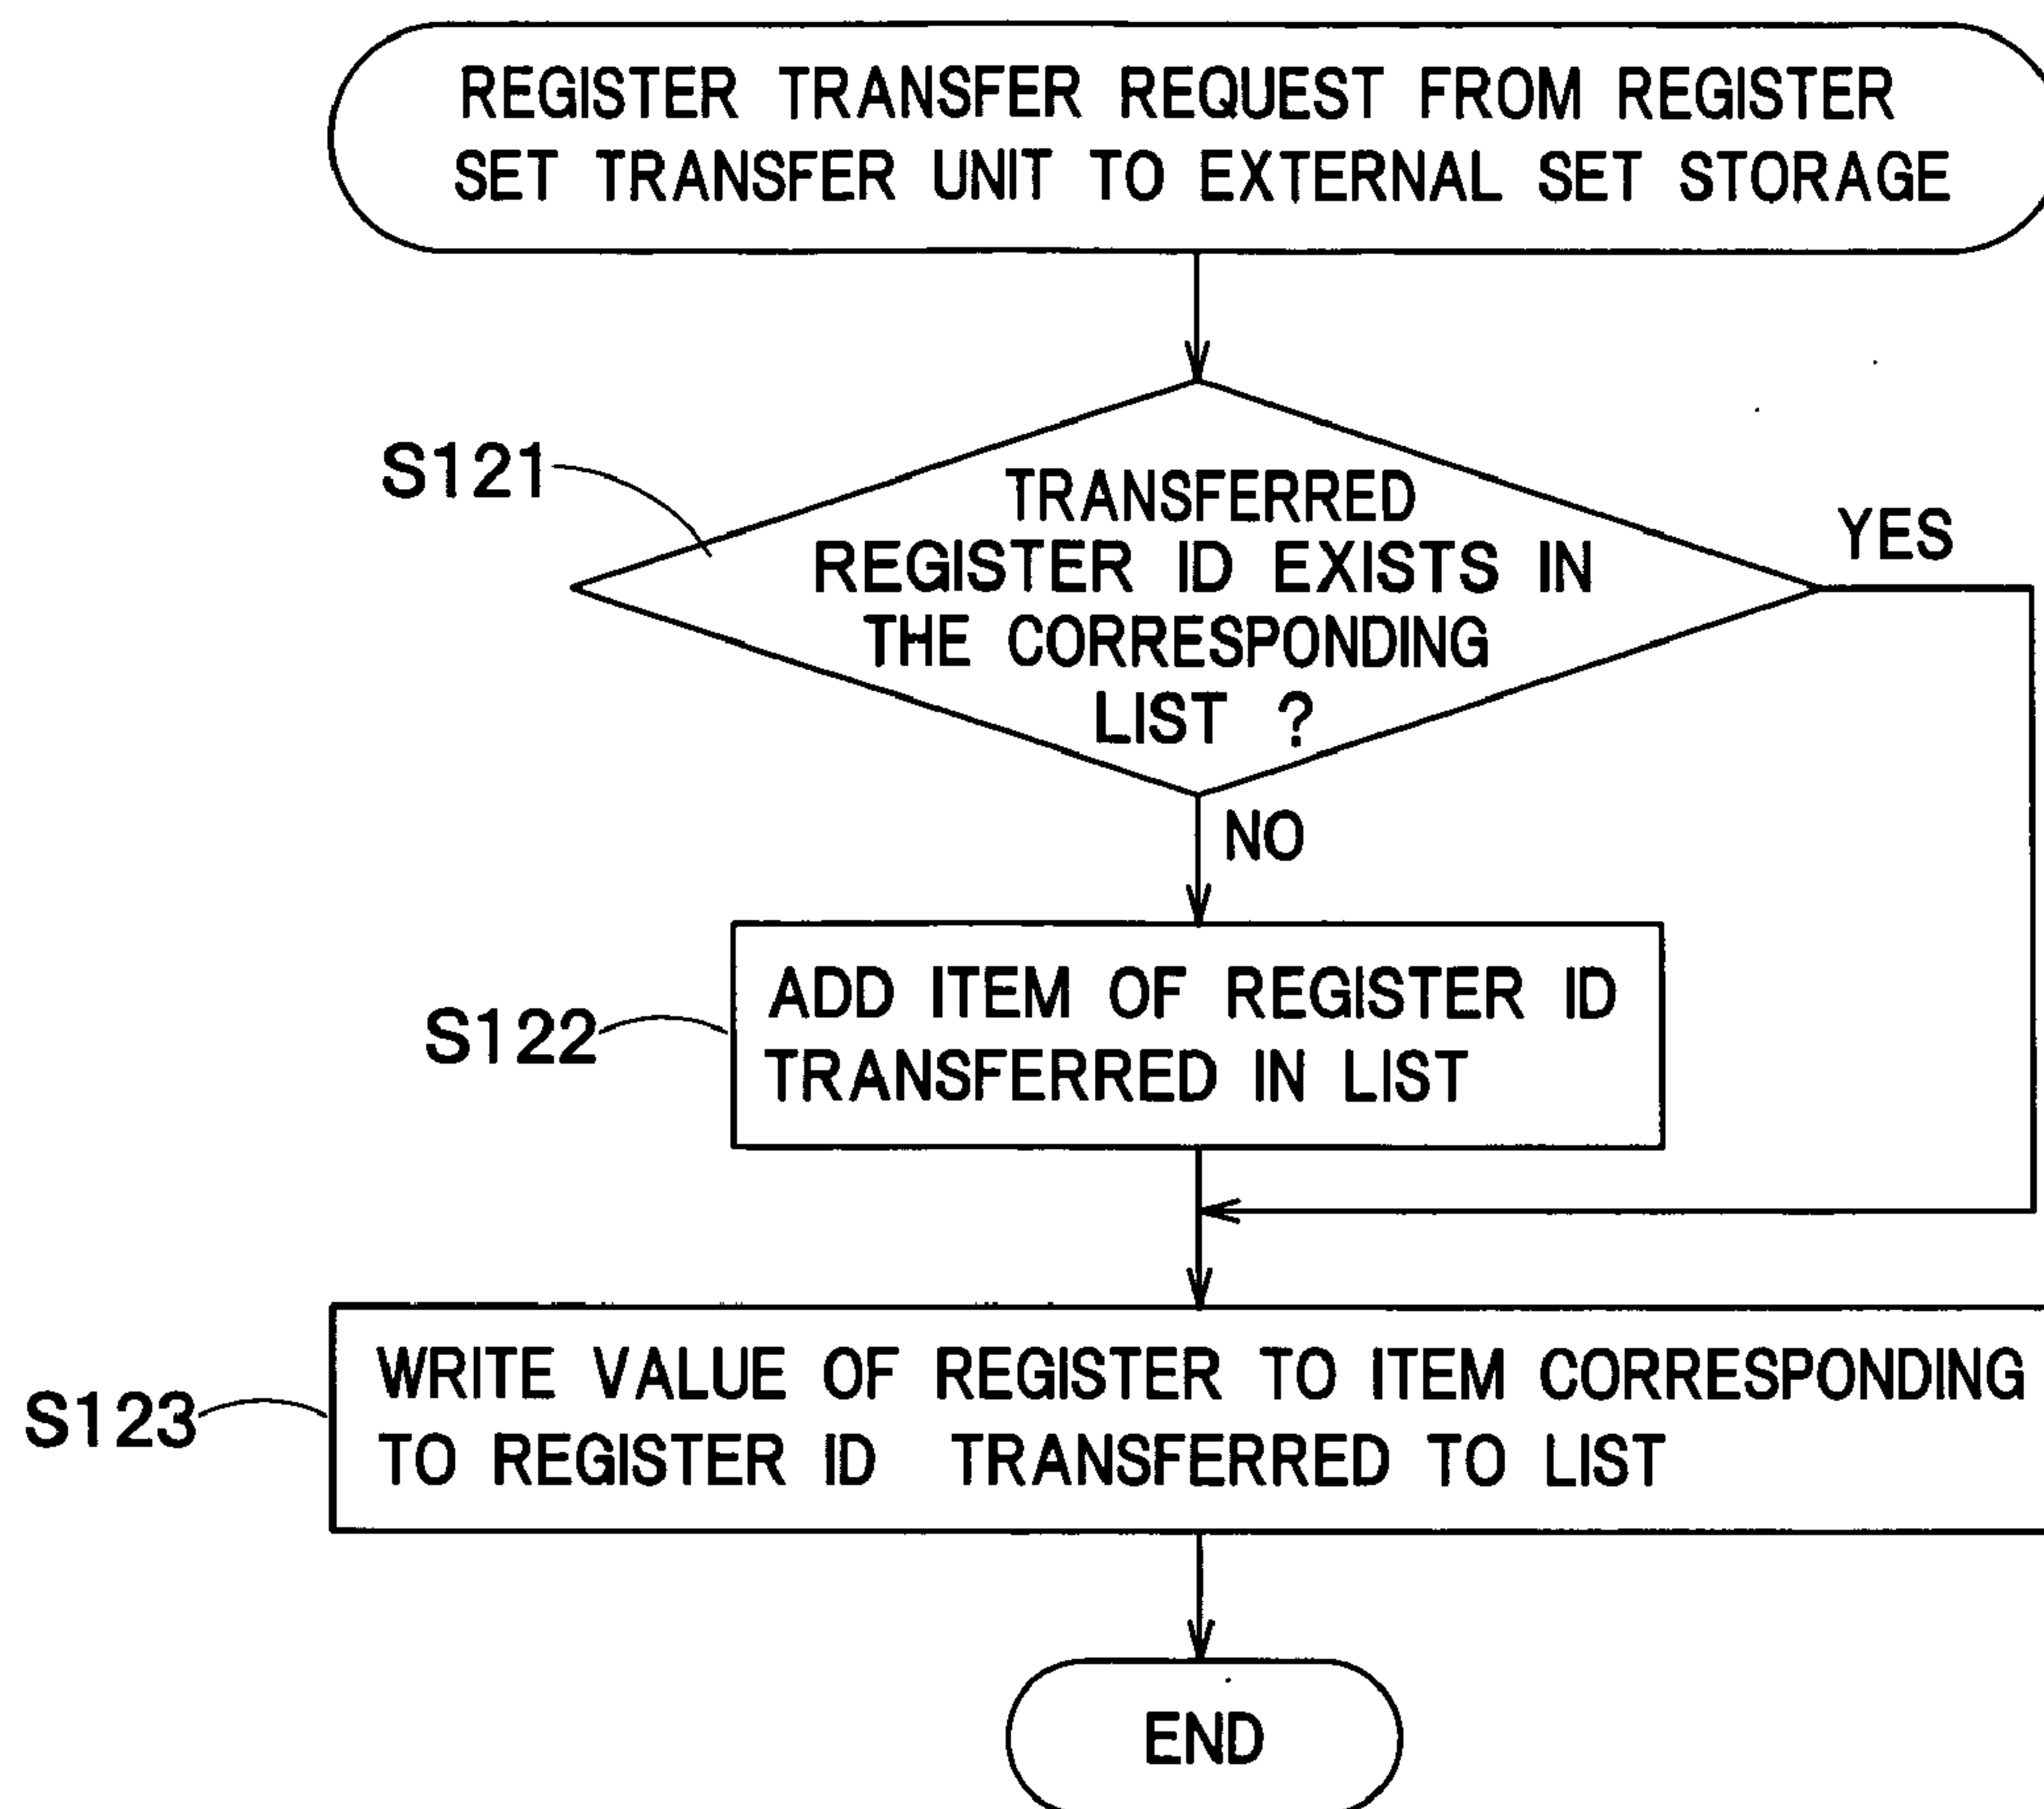 REGISTER TRANSFER REQUEST FROM REGISTER
SET TRANSFER UNIT TO EXTERNAL SET STORAGE
S121
TRANSFERRED
REGISTER ID EXISTS IN
THE CORRESPONDING
LIST ?
YES
NO
S122
ADD ITEM OF REGISTER ID
TRANSFERRED IN LIST
S123
WRITE VALUE OF REGISTER TO ITEM CORRESPONDING
TO REGISTER ID TRANSFERRED TO LIST
END